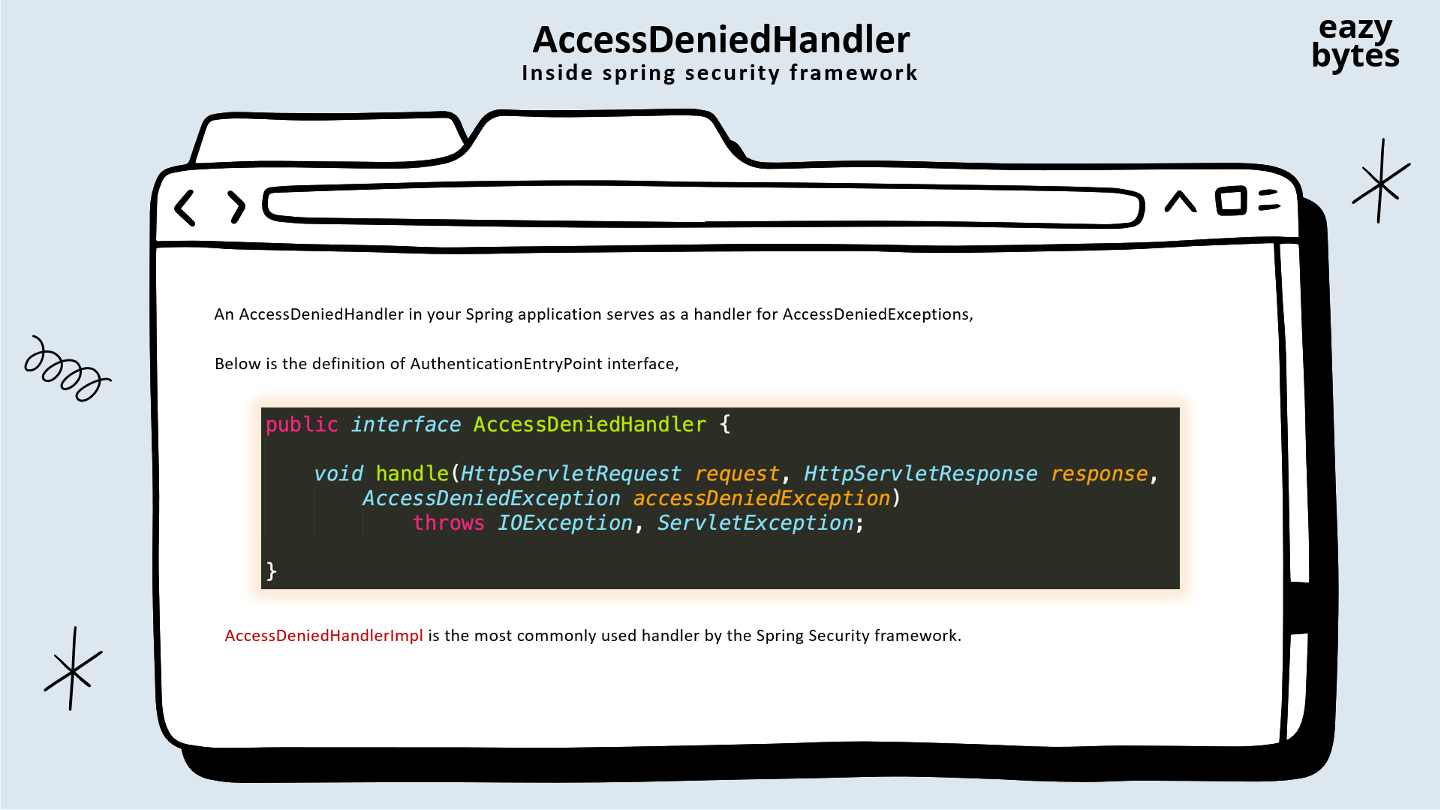 AccessDeniedHandler
Inside spring security framework
eazy
bytes
An AccessDeniedHandler in your Spring application serves as a handler for AccessDeniedExceptions,
Below is the definition of AuthenticationEntryPoint interface,
public interface AccessDeniedHandler {
void handle(HttpServletRequest request, HttpServletResponse response,
AccessDeniedException accessDeniedException)
throws IOException, ServletException;
}
AccessDeniedHandlerImpl is the most commonly used handler by the Spring Security framework.